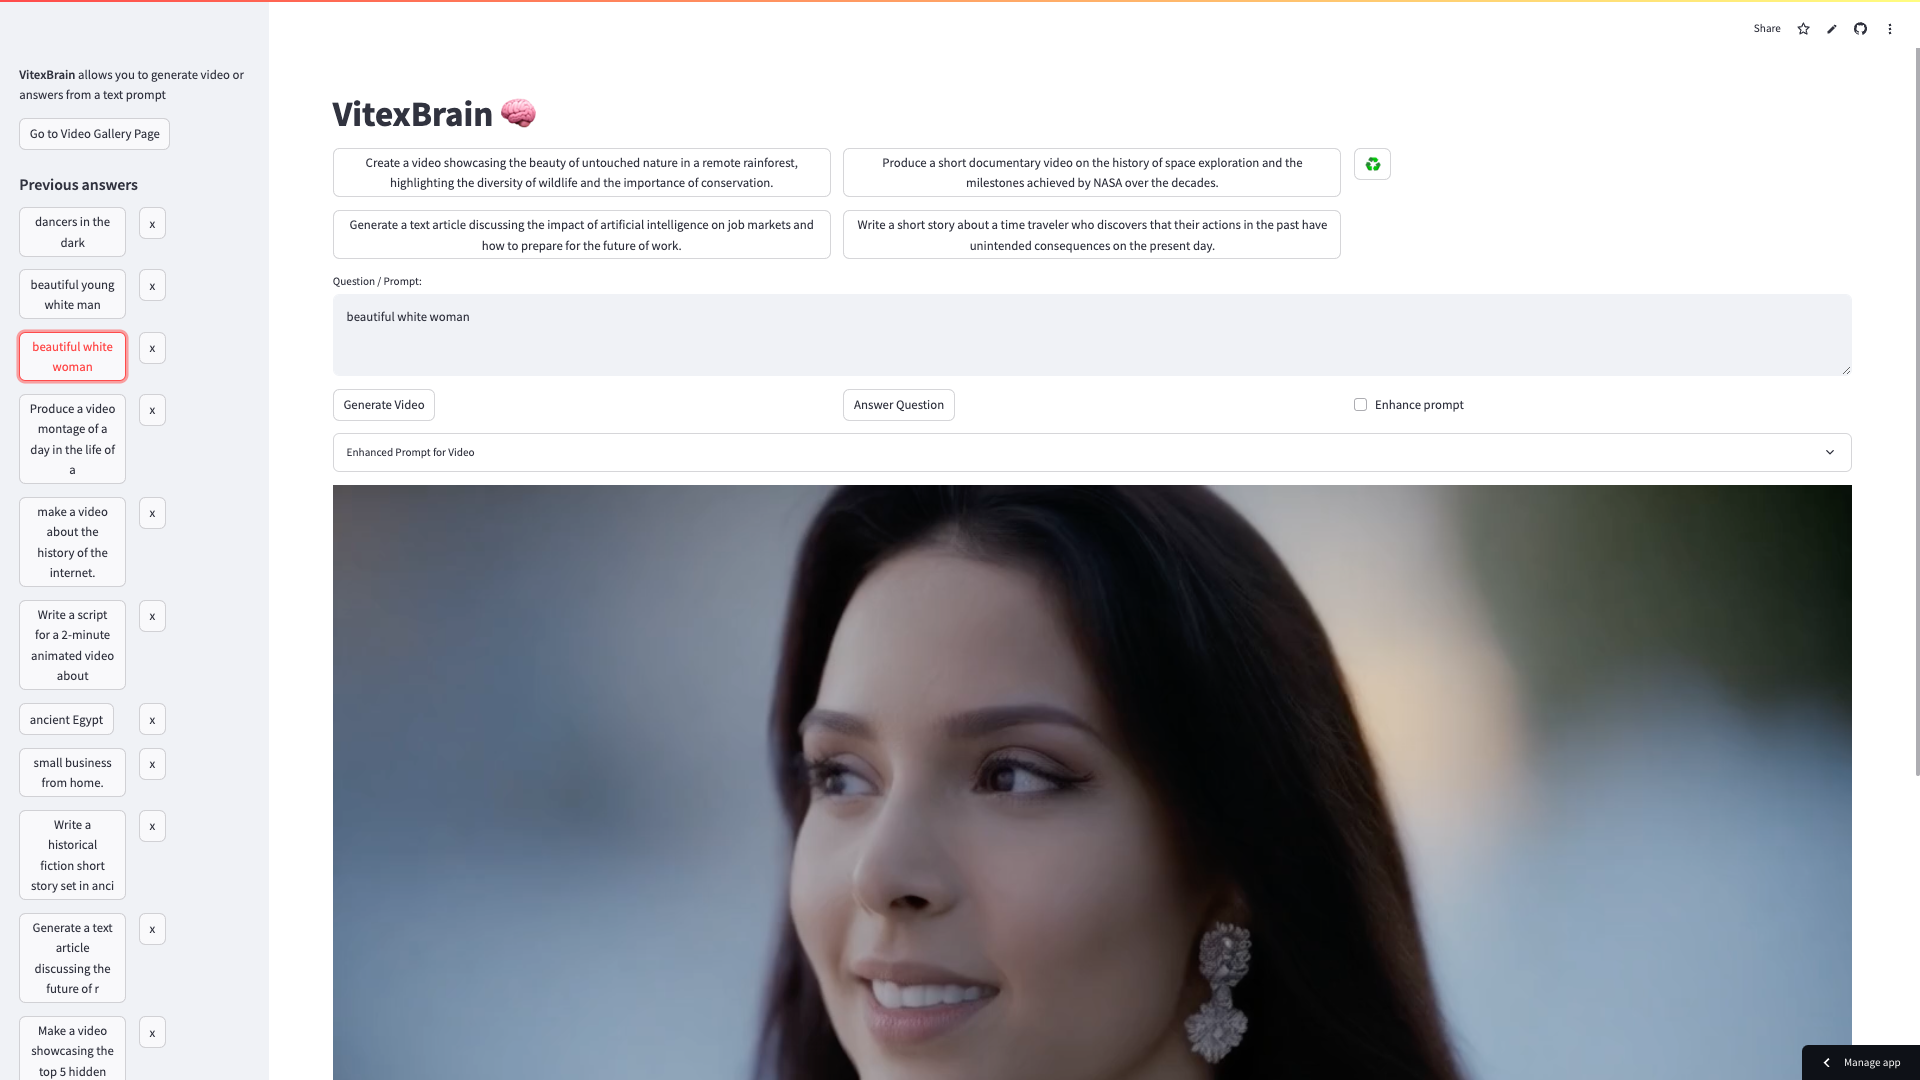 Share
VitexBrain allows you to generate video or
answers from a text prompt
Go to Video Gallery Page
Previous answers
dancers in the
dark
x
beautiful young
white man
x
beautiful white
woman
x
Produce a video
montage of a
day in the life of
a
x
make a video
about the
history of the
internet.
x
Write a script
for a 2-minute
animated video
about
x
ancient Egypt
x
small business
from home.
x
Write a
historical
fiction short
story set in anci
x
Generate a text
article
discussing the
future of r
x
Make a video
showcasing the
top 5 hidden
x
VitexBrain
Create a video showcasing the beauty of untouched nature in a remote rainforest,
highlighting the diversity of wildlife and the importance of conservation.
Produce a short documentary video on the history of space exploration and the
milestones achieved by NASA over the decades.
Generate a text article discussing the impact of artificial intelligence on job markets and
how to prepare for the future of work.
Write a short story about a time traveler who discovers that their actions in the past have
unintended consequences on the present day.
Question / Prompt:
beautiful white woman
Generate Video
Answer Question
Enhance prompt
Enhanced Prompt for Video
Manage app